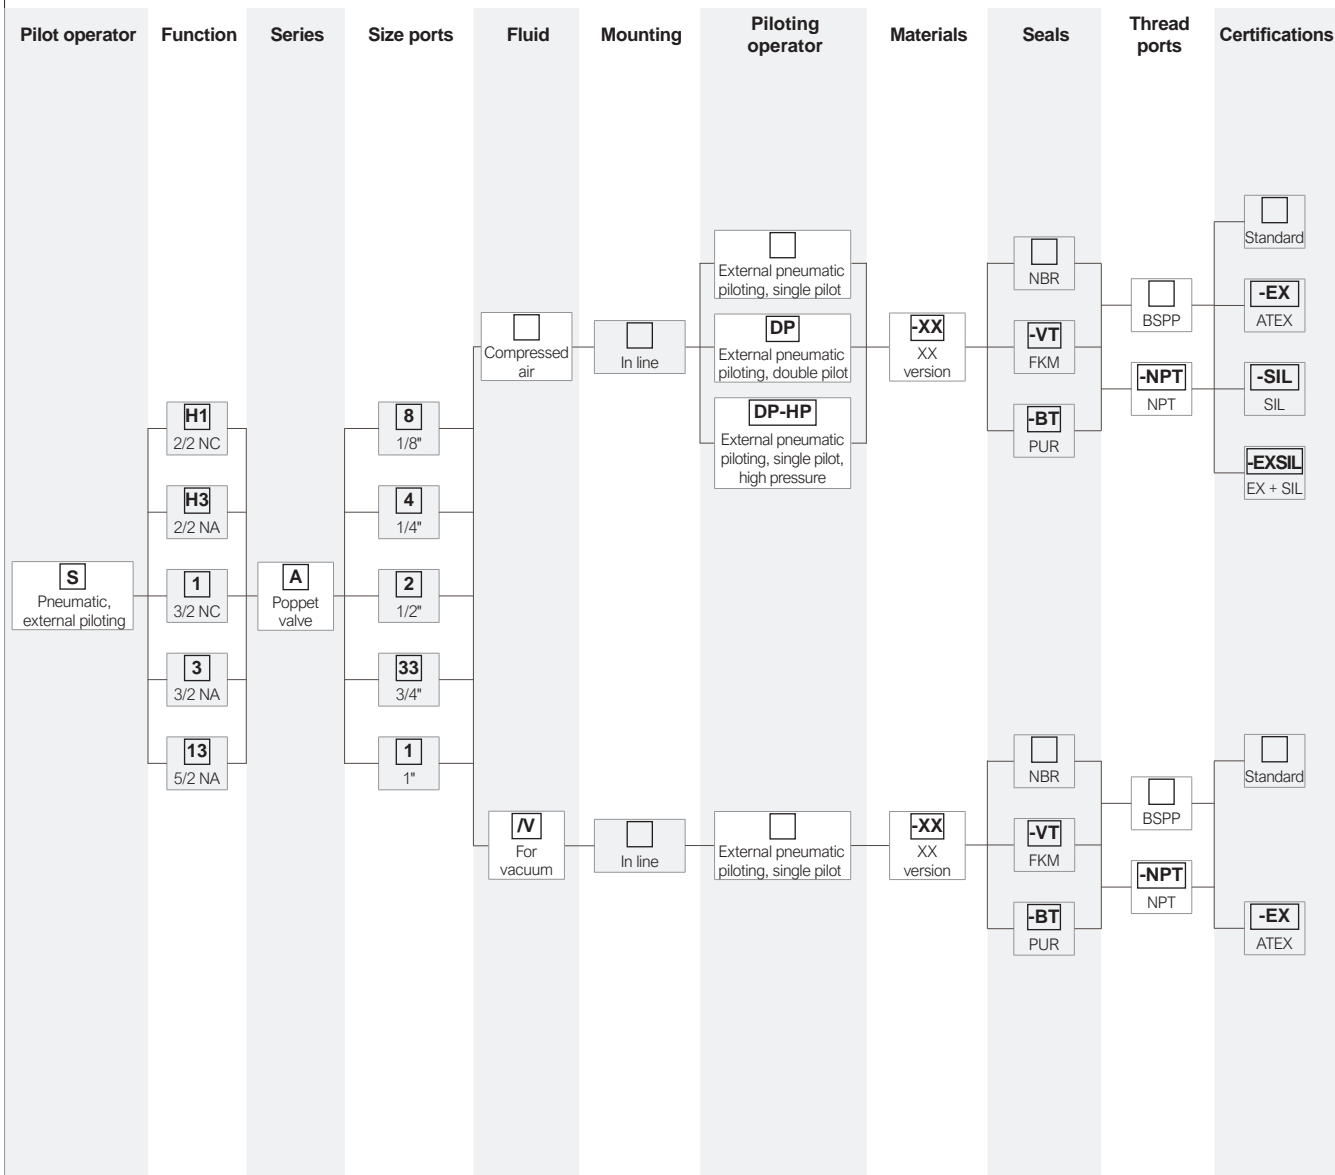 Pilot operator
Function
Series
Size ports
Fluid
Mounting
Piloting
operator
Materials
Seals
Thread
ports
Certifications
S
Pneumatic,
external piloting
H1
2/2 NC
H3
2/2 NA
1
3/2 NC
3
3/2 NA
13
5/2 NA
A
Poppet
valve
8
1/8"
4
1/4"
2
1/2"
33
3/4"
1
1"
Compressed
air
In line
External pneumatic
piloting, single pilot
DP
External pneumatic
piloting, double pilot
DP-HP
External pneumatic
piloting, single pilot,
high pressure
-XX
XX
version
NBR
-VT
FKM
-BT
PUR
BSPP
-NPT
NPT
Standard
-EX
ATEX
-SIL
SIL
-EXSIL
EX + SIL
/V
For
vacuum
In line
External pneumatic
piloting, single pilot
-XX
XX
version
NBR
-VT
FKM
-BT
PUR
BSPP
-NPT
NPT
Standard
-EX
ATEX